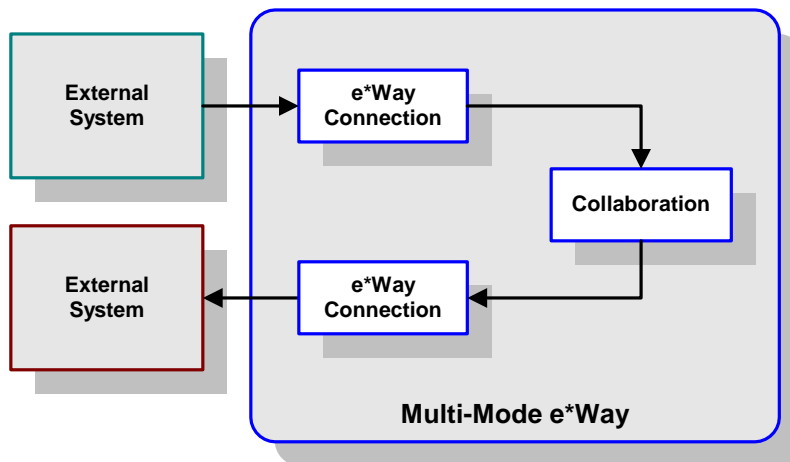 External
System
e*Way
Connection
Collaboration
External
System
e*Way
Connection
Multi-Mode e*Way